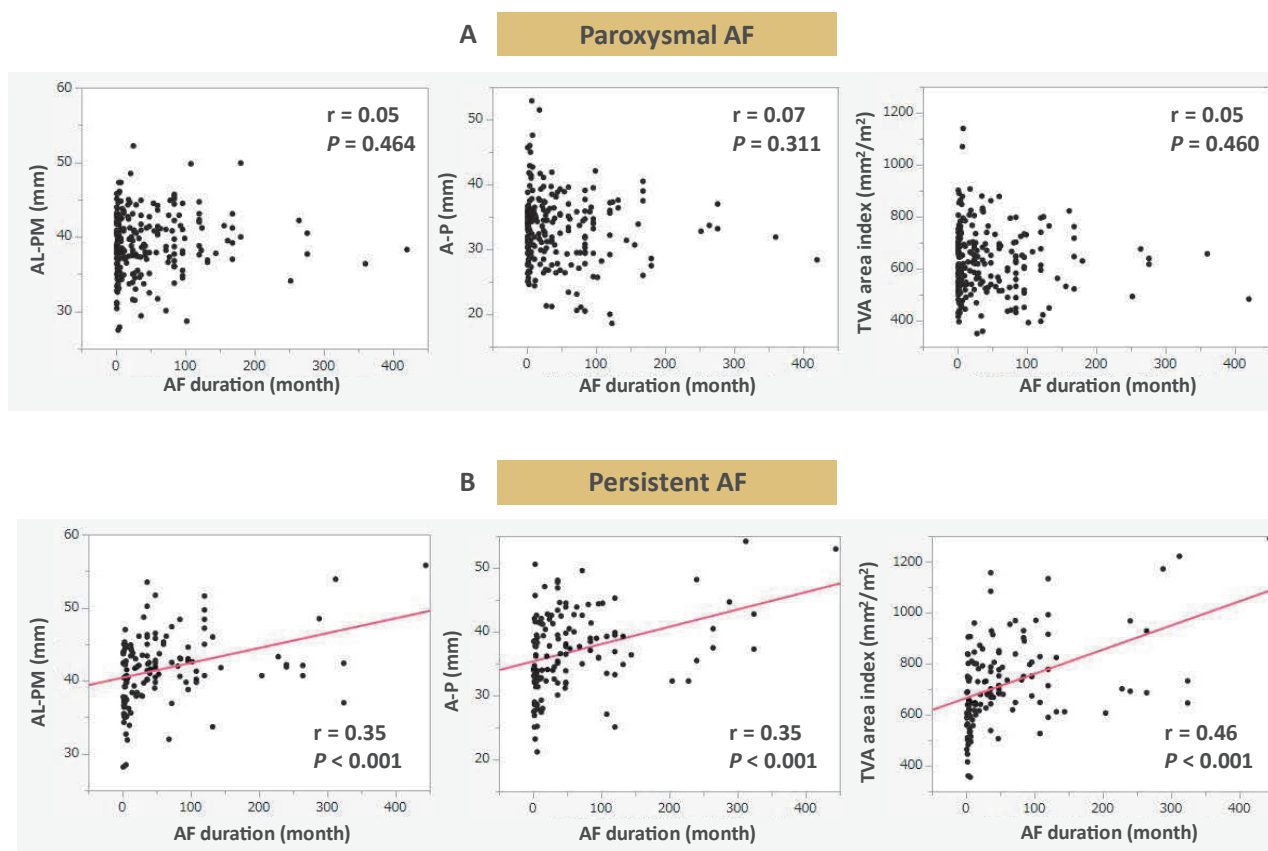 A Paroxysmal AF
60
50
40
30
AL-PM (mm)
r = 0.05
P = 0.464
0 100 200 300 400
AF duration (month)
50
40
30
20
A-P (mm)
r = 0.07
P = 0.311
0 100 200 300 400
AF duration (month)
1200
1000
800
600
400
TVA area index (mm²/m²)
r = 0.05
P = 0.460
0 100 200 300 400
AF duration (month)
B Persistent AF
60
50
40
30
AL-PM (mm)
r = 0.35
P < 0.001
0 100 200 300 400
AF duration (month)
50
40
30
20
A-P (mm)
r = 0.35
P < 0.001
0 100 200 300 400
AF duration (month)
1200
1000
800
600
400
TVA area index (mm²/m²)
r = 0.46
P < 0.001
0 100 200 300 400
AF duration (month)